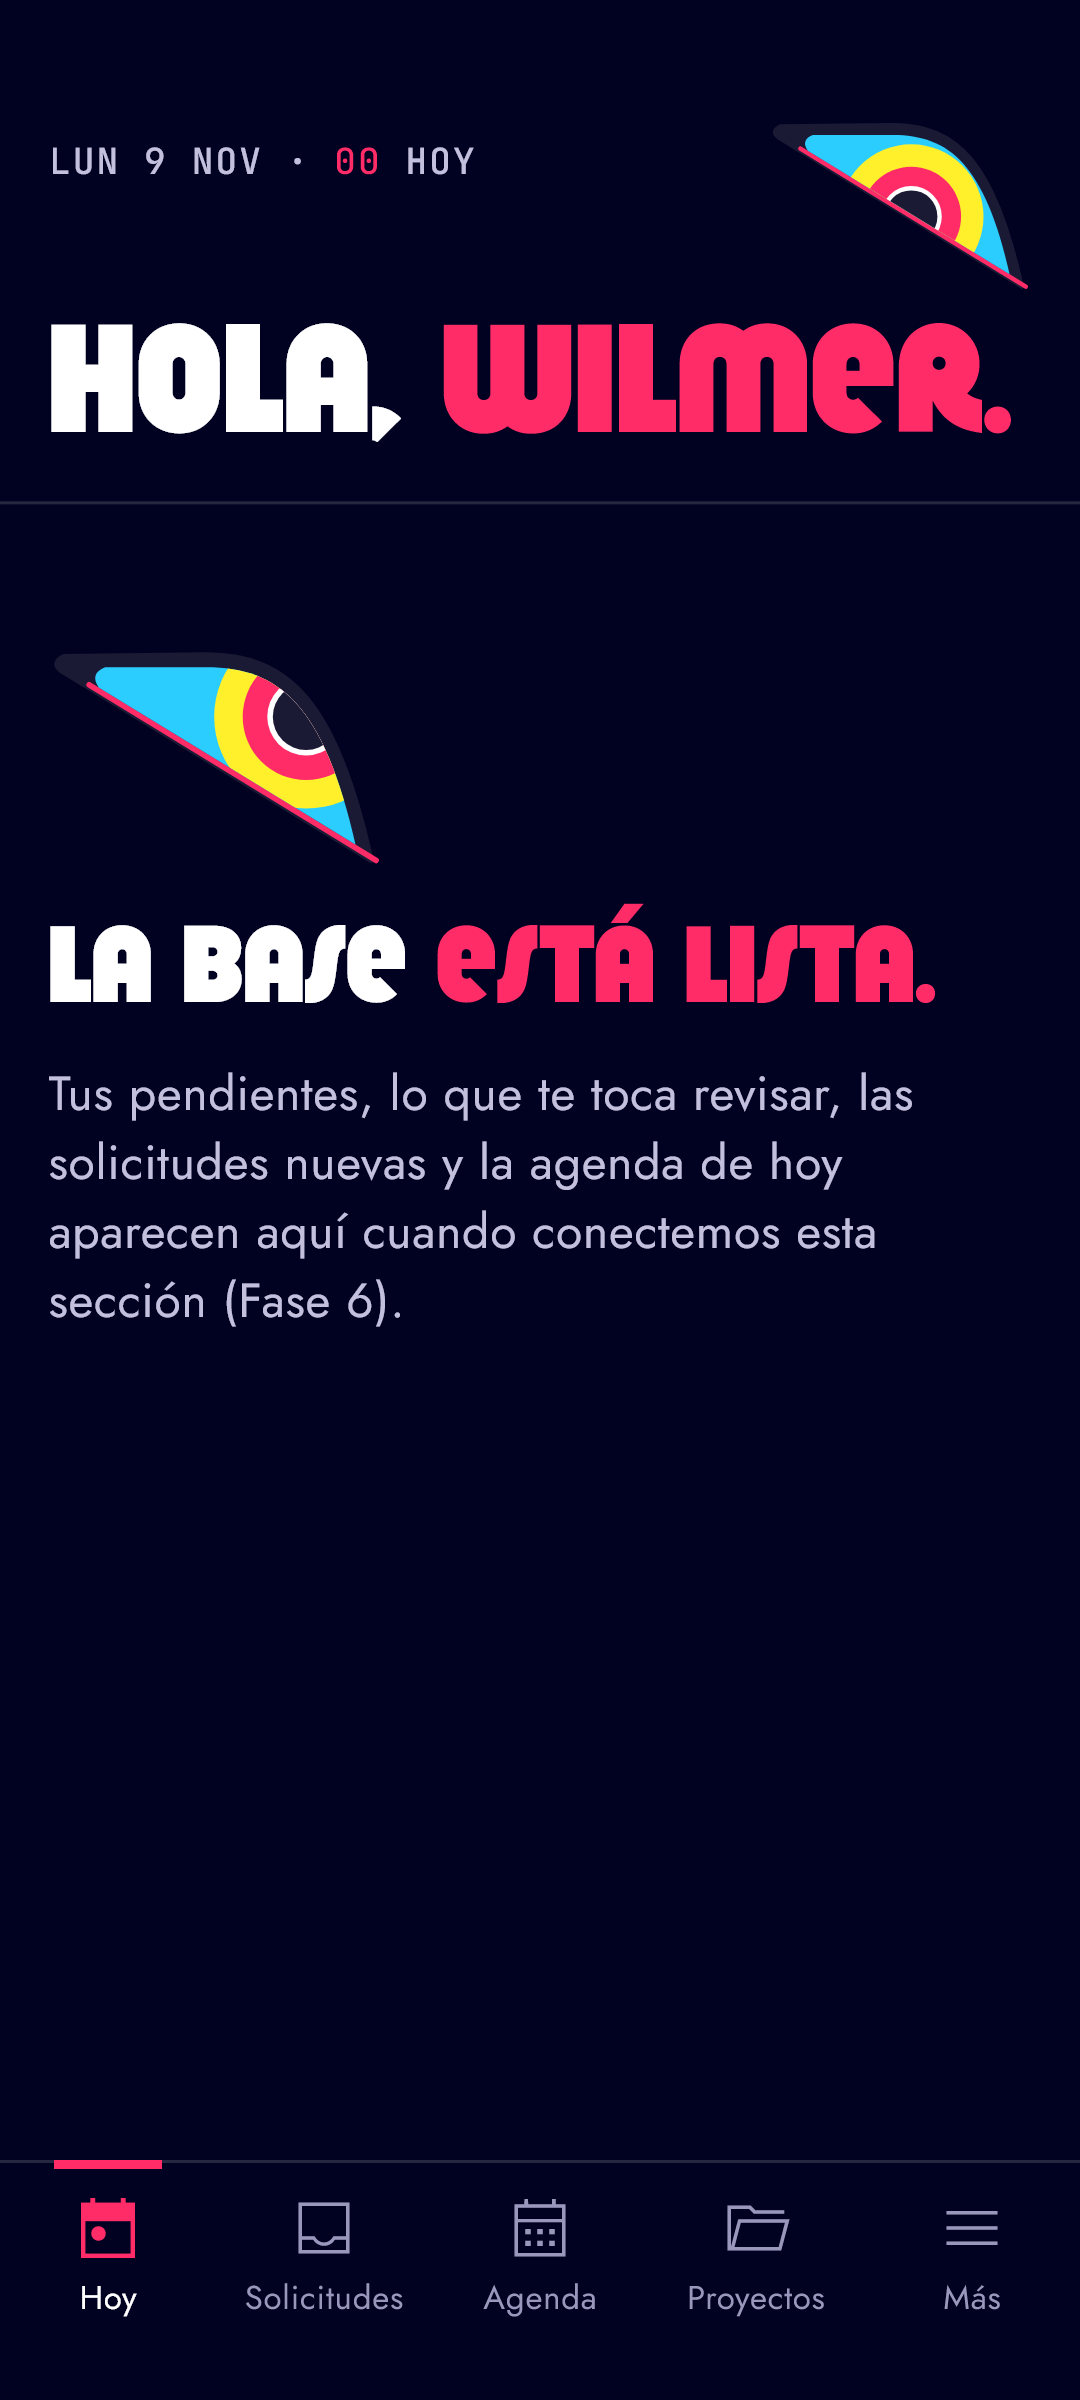 LUN 9 NOV · 00 HOY
HOLA, WILMER.
LA BASE ESTÁ LISTA.
Tus pendientes, lo que te toca revisar, las
solicitudes nuevas y la agenda de hoy
aparecen aquí cuando conectemos esta
sección (Fase 6).
Hoy
Solicitudes
Agenda
Proyectos
Más